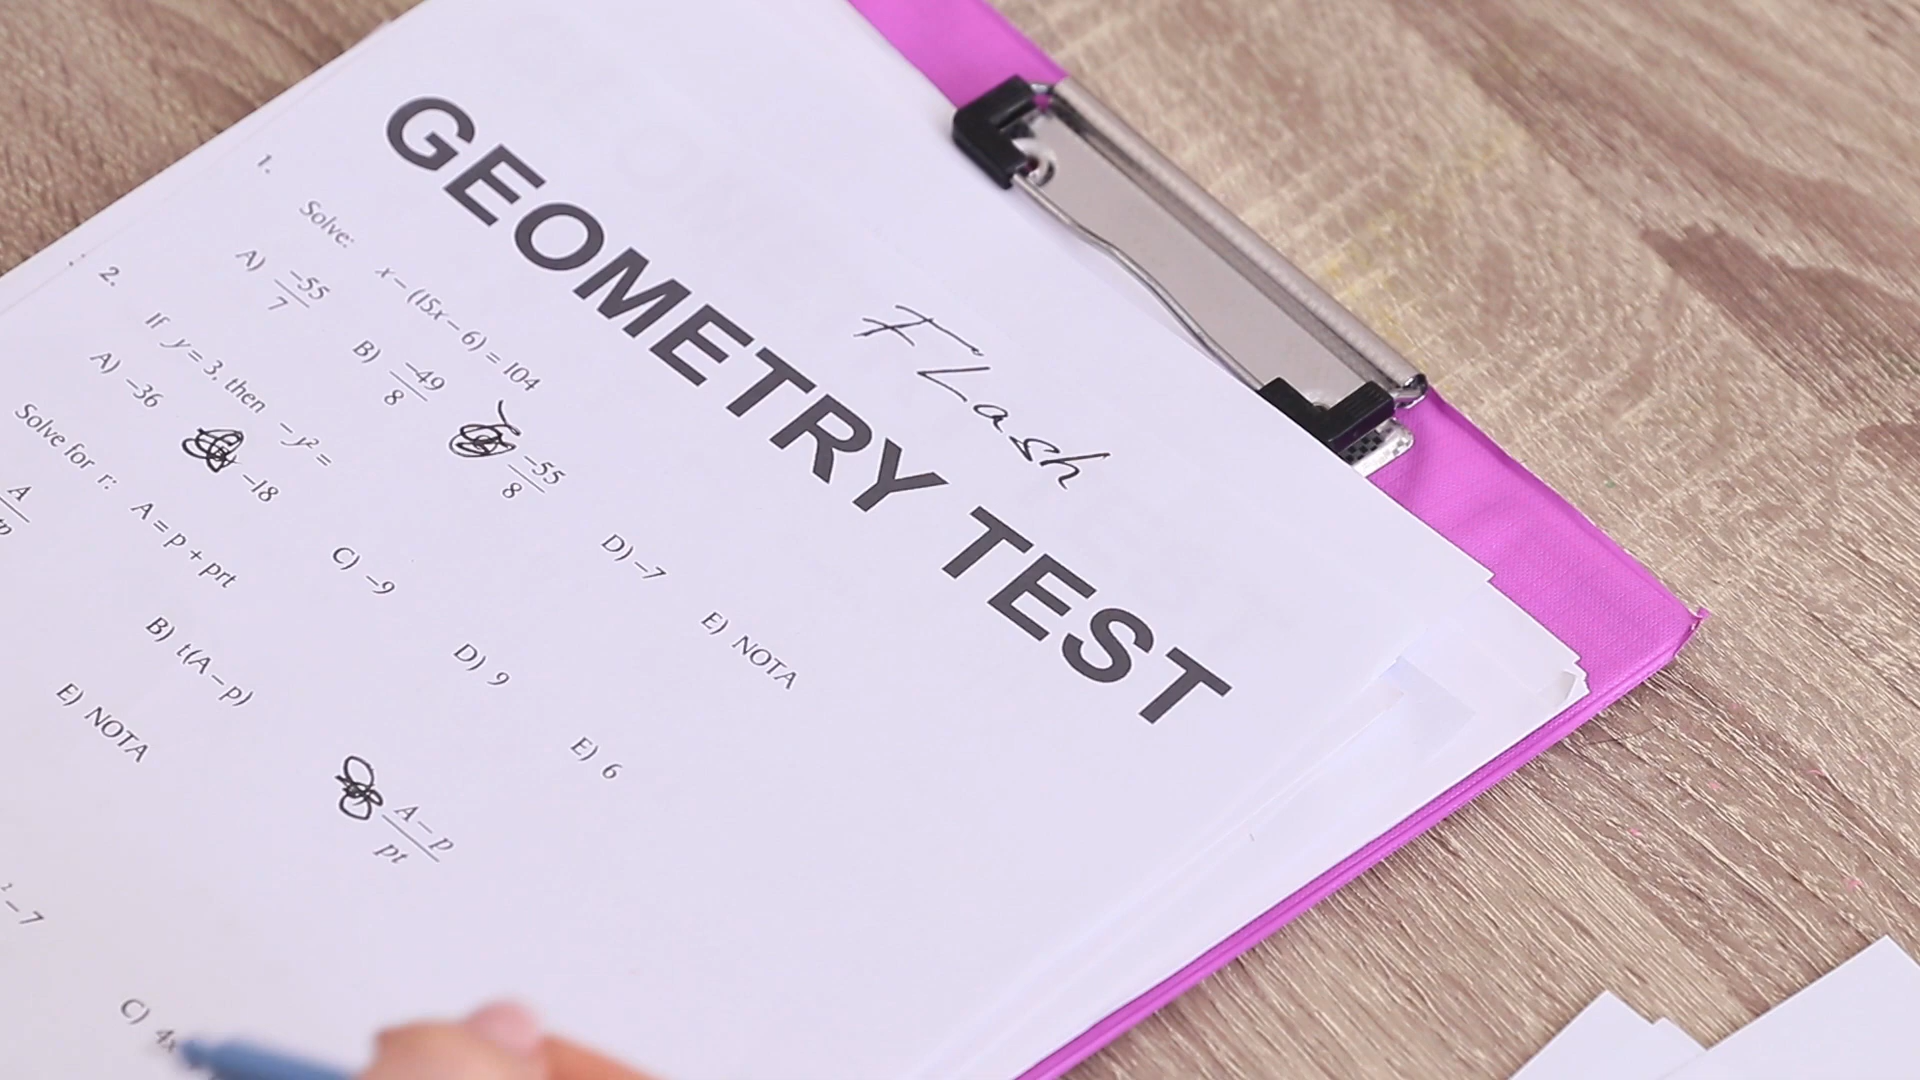 GEOMETRY TEST
FLash
1.
Solve: x – (15x – 6) = 104
A) –55/7 B) –49/8 –55/8 D) –7 E) NOTA
2.
If y = 3, then – y² =
A) –36 –18 C) –9 D) 9 E) 6
Solve for r: A = p + prt
B) t(A – p) A – p/pt
E) NOTA
– 7
C) 4x